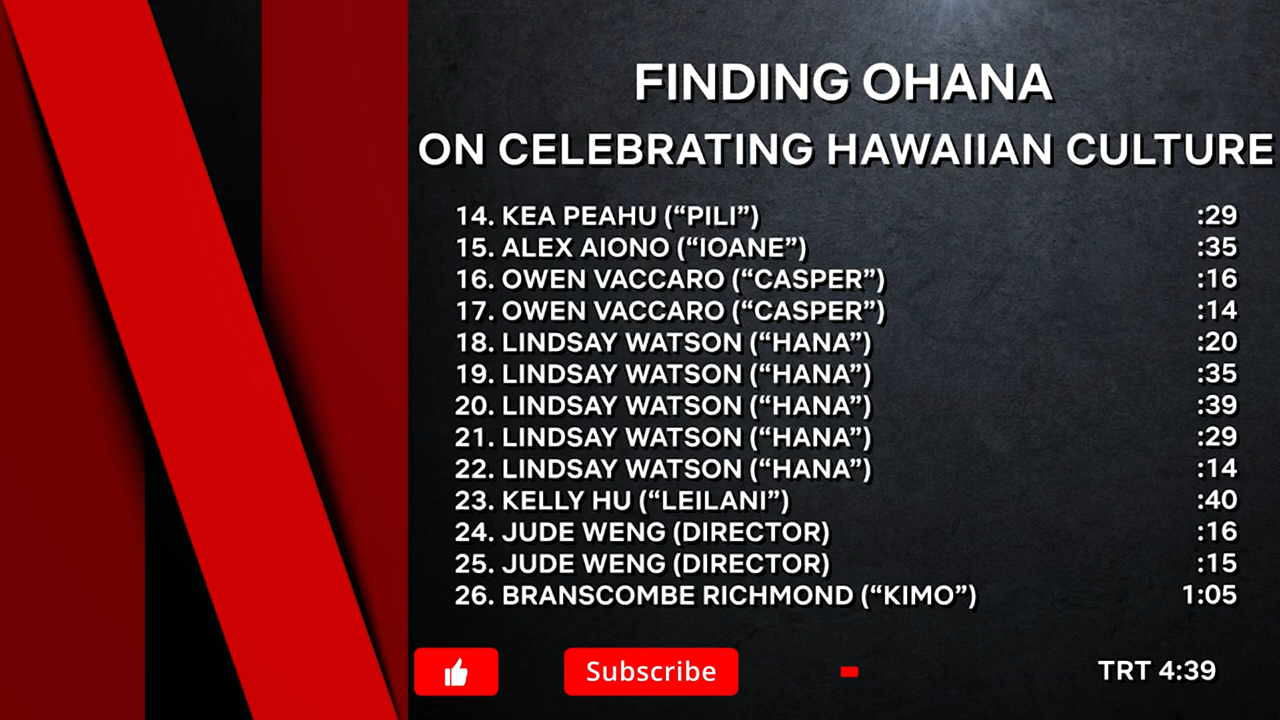 FINDING OHANA
ON CELEBRATING HAWAIIAN CULTURE
14. KEA PEAHU (“PILI”) :29
15. ALEX AIONO (“IOANE”) :35
16. OWEN VACCARO (“CASPER”) :16
17. OWEN VACCARO (“CASPER”) :14
18. LINDSAY WATSON (“HANA”) :20
19. LINDSAY WATSON (“HANA”) :35
20. LINDSAY WATSON (“HANA”) :39
21. LINDSAY WATSON (“HANA”) :29
22. LINDSAY WATSON (“HANA”) :14
23. KELLY HU (“LEILANI”) :40
24. JUDE WENG (DIRECTOR) :16
25. JUDE WENG (DIRECTOR) :15
26. BRANSCOMBE RICHMOND (“KIMO”) 1:05
Subscribe TRT 4:39